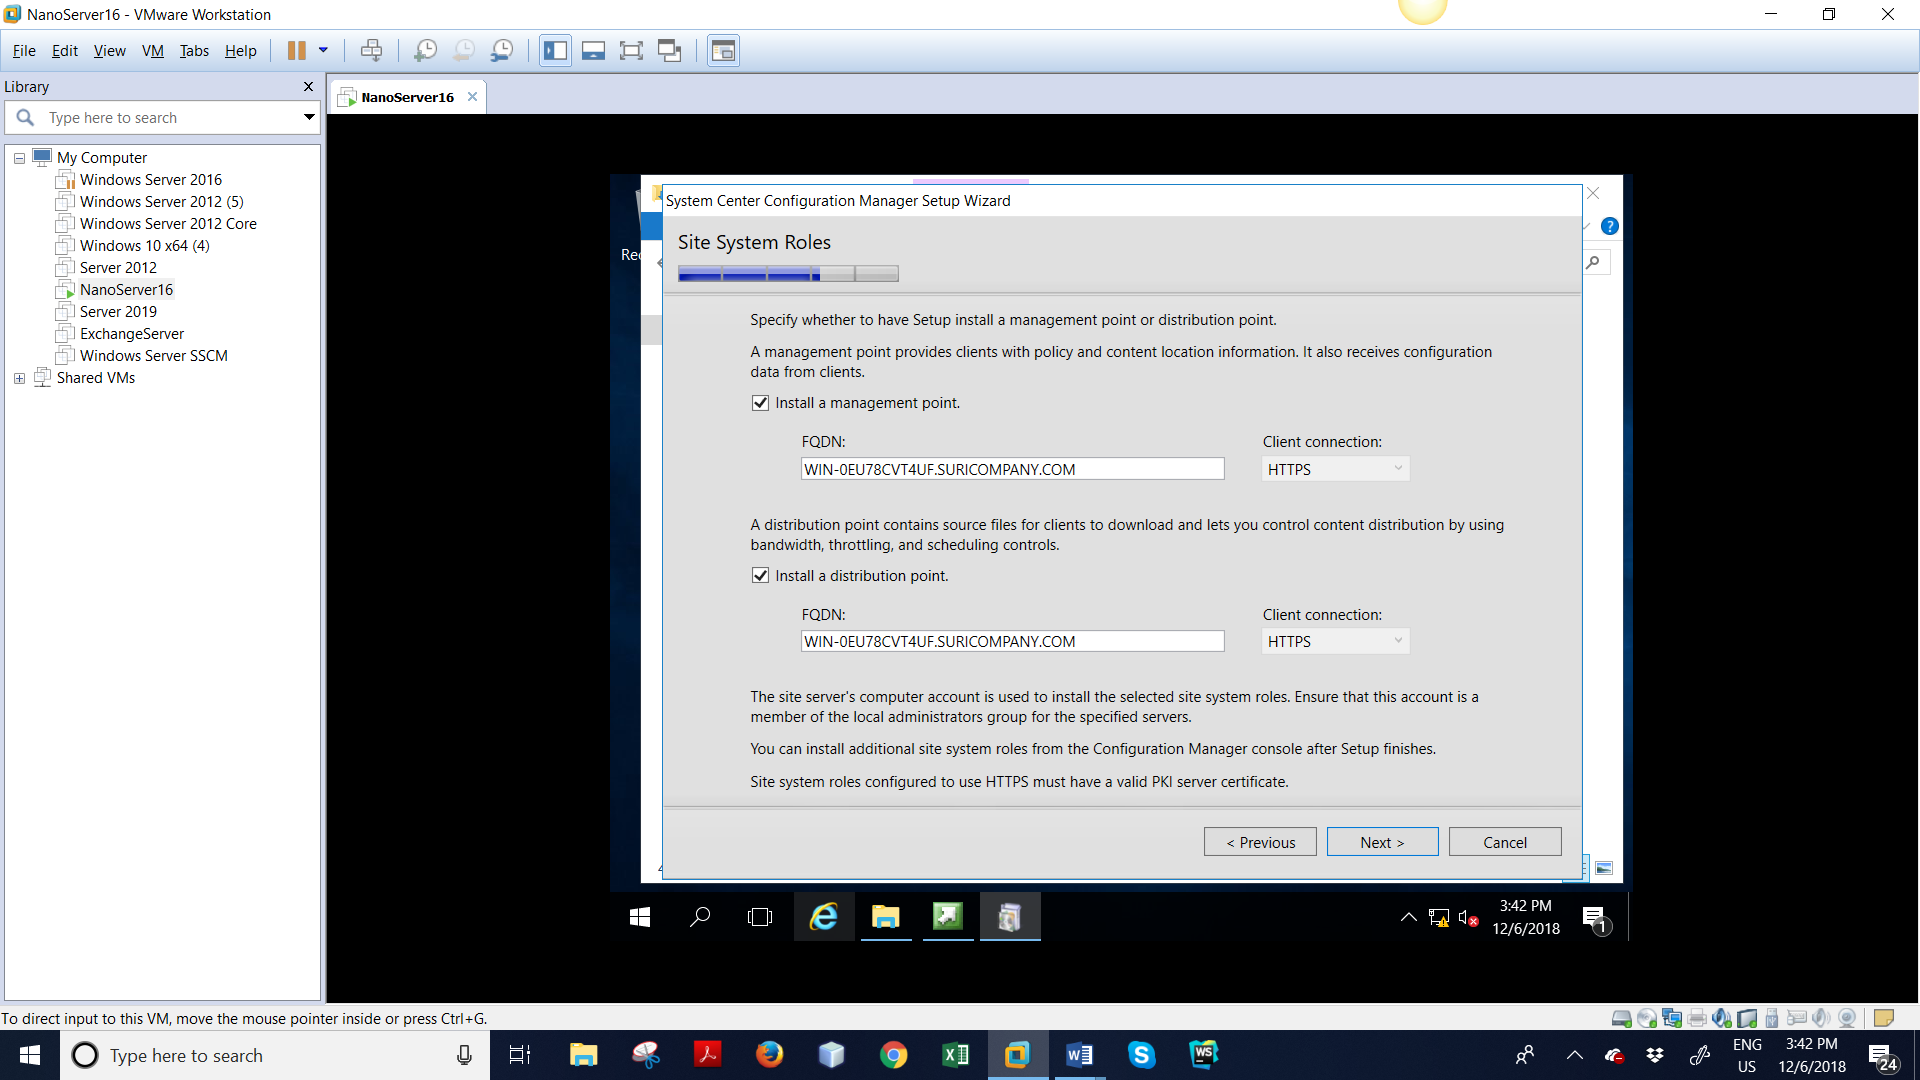 NanoServer16 - VMware Workstation
File Edit View VM Tabs Help
Library
Type here to search
My Computer
Windows Server 2016
Windows Server 2012 (5)
Windows Server 2012 Core
Windows 10 x64 (4)
Server 2012
NanoServer16
Server 2019
ExchangeServer
Windows Server SSCM
Shared VMs
NanoServer16
Rec
System Center Configuration Manager Setup Wizard
Site System Roles
Specify whether to have Setup install a management point or distribution point.
A management point provides clients with policy and content location information. It also receives configuration
data from clients.
Install a management point.
FQDN: Client connection:
WIN-0EU78CVT4UF.SURICOMPANY.COM HTTPS
A distribution point contains source files for clients to download and lets you control content distribution by using
bandwidth, throttling, and scheduling controls.
Install a distribution point.
FQDN: Client connection:
WIN-0EU78CVT4UF.SURICOMPANY.COM HTTPS
The site server's computer account is used to install the selected site system roles. Ensure that this account is a
member of the local administrators group for the specified servers.
You can install additional site system roles from the Configuration Manager console after Setup finishes.
Site system roles configured to use HTTPS must have a valid PKI server certificate.
< Previous Next > Cancel
3:42 PM
12/6/2018
1
To direct input to this VM, move the mouse pointer inside or press Ctrl+G.
Type here to search
WS
ENG
US
3:42 PM
12/6/2018
24